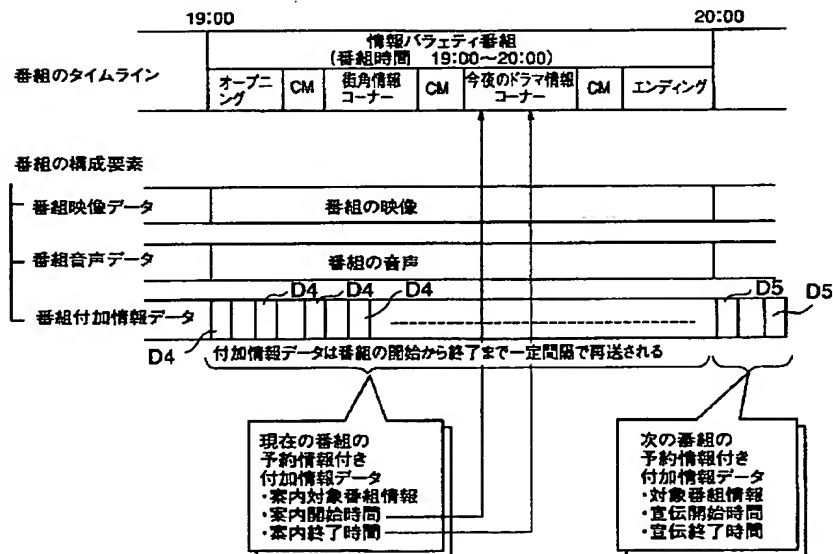 19:00 20:00
情報バラエティ番組
(番組時間 19:00～20:00)
番組のタイムライン
オープニ
ング
CM
街角情報
コーナー
CM
今夜のドラマ情報
コーナー
CM
エンディング
番組の構成要素
番組映像データ
番組の映像
番組音声データ
番組の音声
D4 D4 D4
D5 D5
番組付加情報データ
D4
付加情報データは番組の開始から終了まで一定間隔で再送される
現在の番組の
予約情報付き
付加情報データ
・案内対象番組情報
・案内開始時間
・案内終了時間
次の番組の
予約情報付き
付加情報データ
・対象番組情報
・宣伝開始時間
・宣伝終了時間